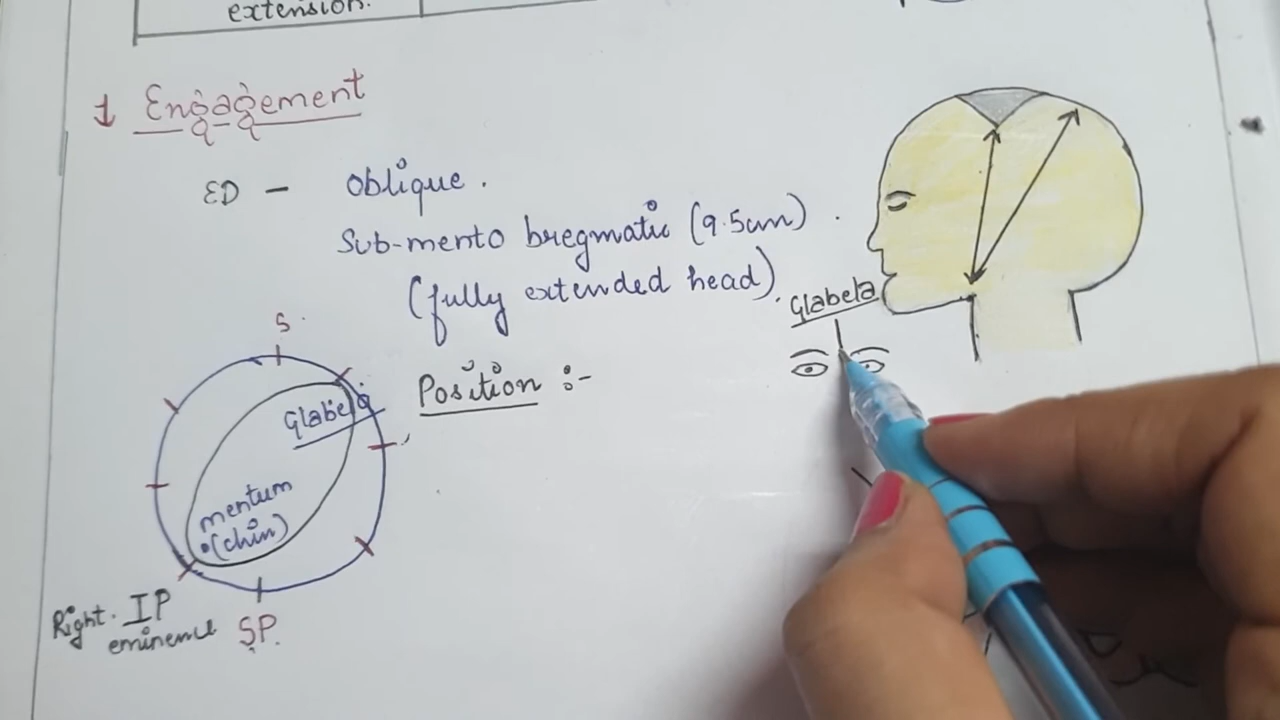 extension.
1 Engagement
ED - oblique.
Sub-mento bregmatic (9.5cm).
(fully extended head).
Glabela
S
Position :-
Glabela
mentum
(chin)
Right. IP
eminence
SP.